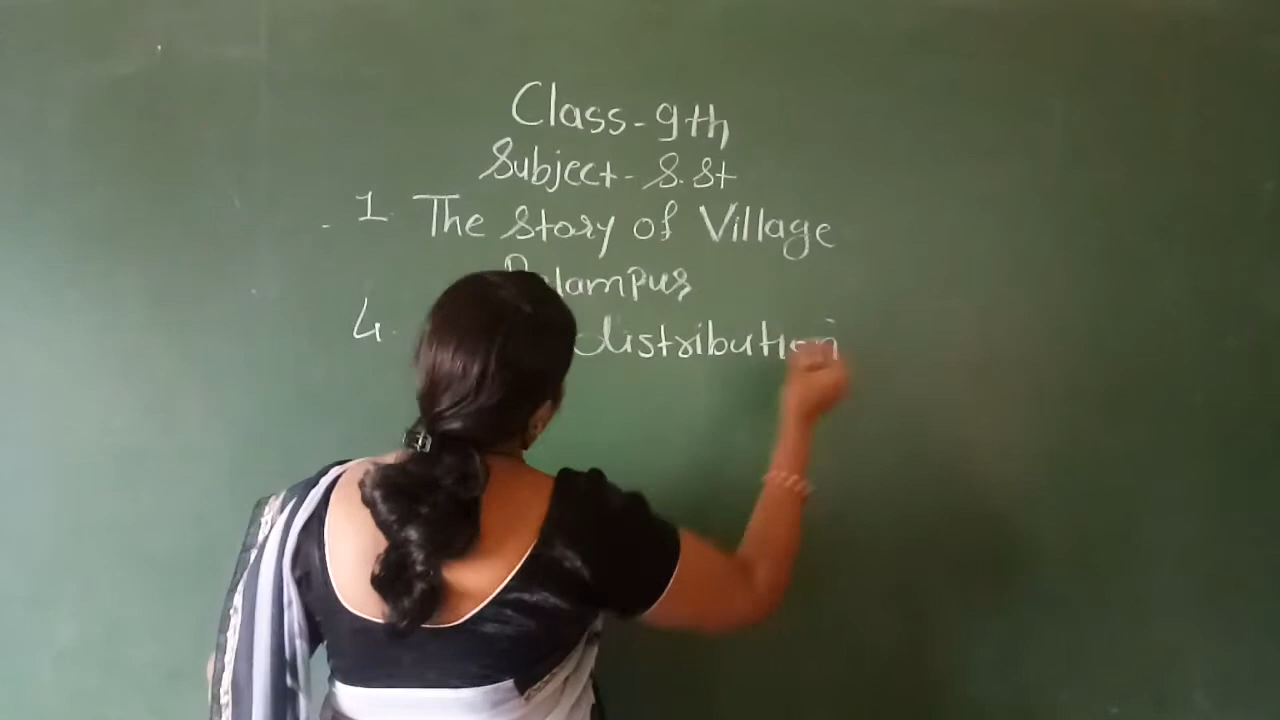 Class-9th
Subject- S.St
1. The Story of Village
Palampur
4. distribution